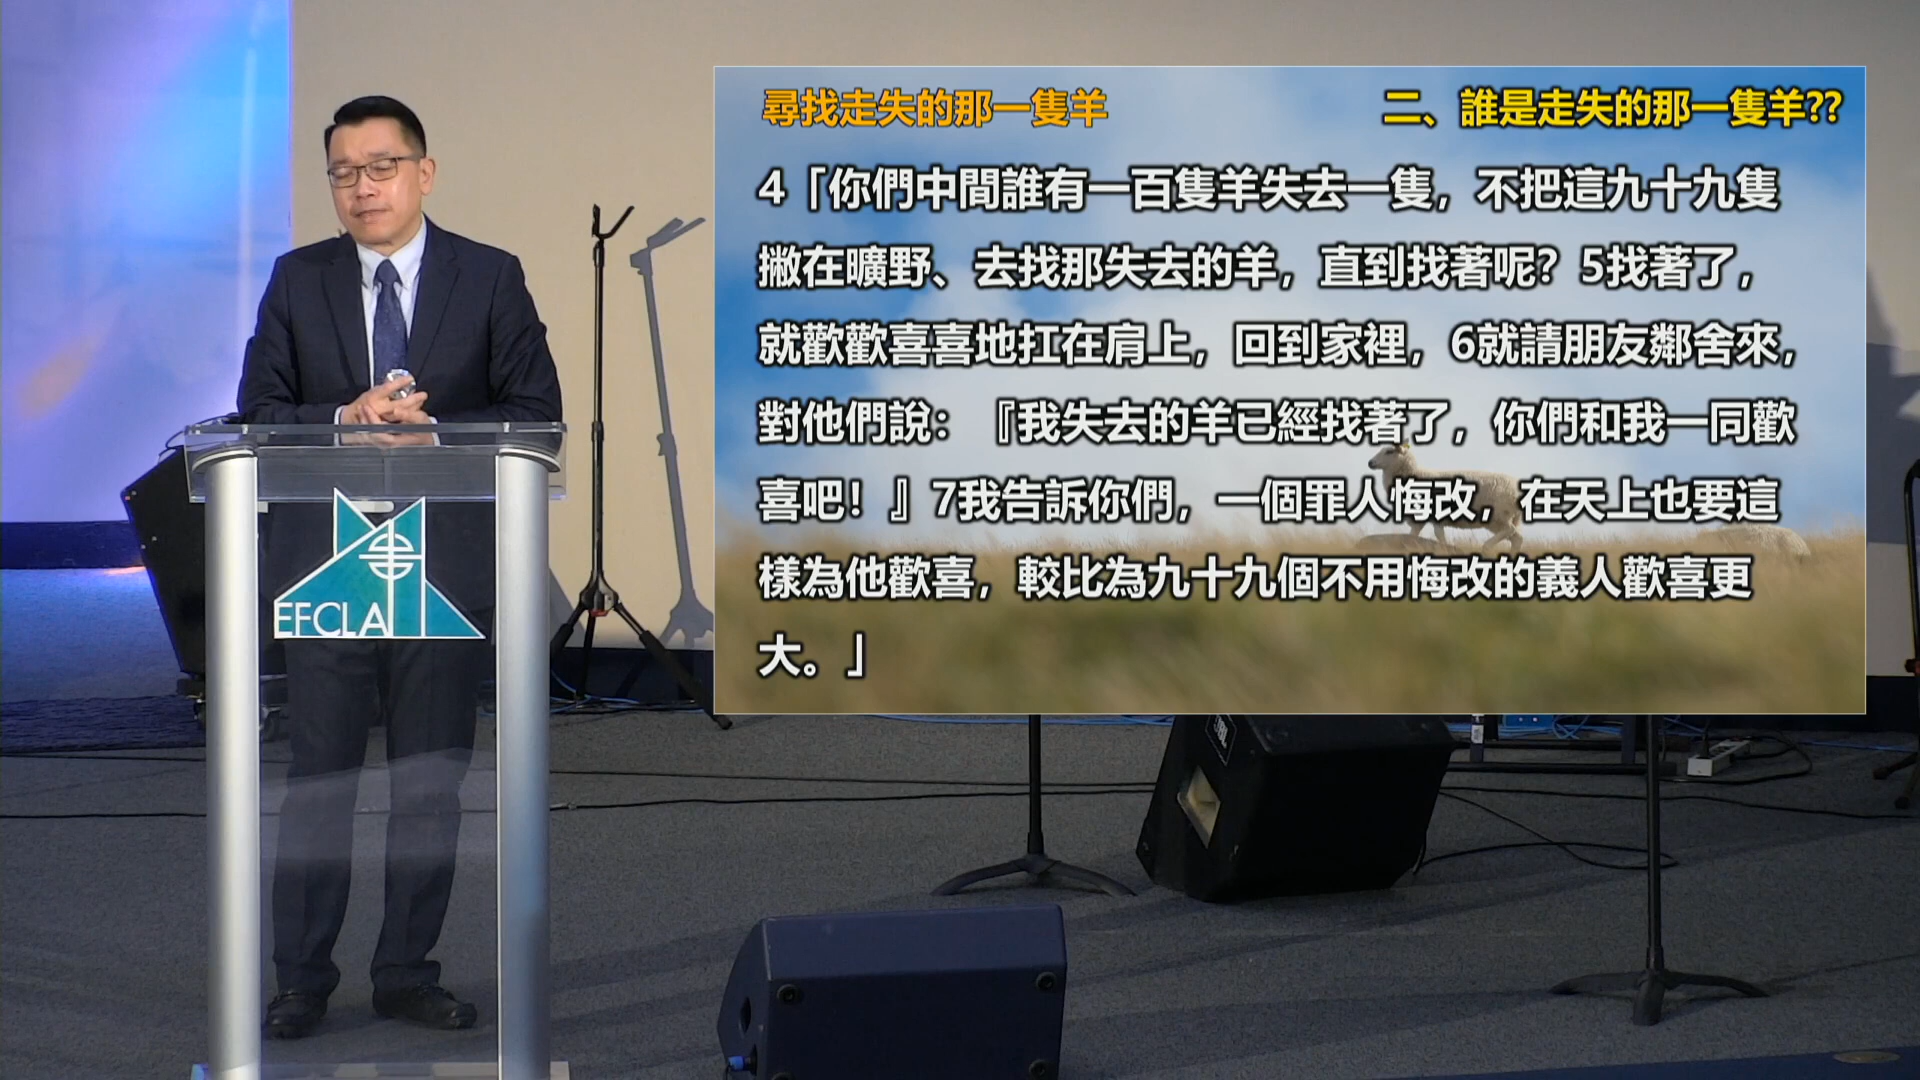 尋找走失的那一隻羊
二、誰是走失的那一隻羊??
4「你們中間誰有一百隻羊失去一隻，不把這九十九隻
撇在曠野、去找那失去的羊，直到找著呢？5找著了，
就歡歡喜喜地扛在肩上，回到家裡，6就請朋友鄰舍來，
對他們說：『我失去的羊已經找著了，你們和我一同歡
喜吧！』7我告訴你們，一個罪人悔改，在天上也要這
樣為他歡喜，較比為九十九個不用悔改的義人歡喜更
大。」
EFCLA
JBL